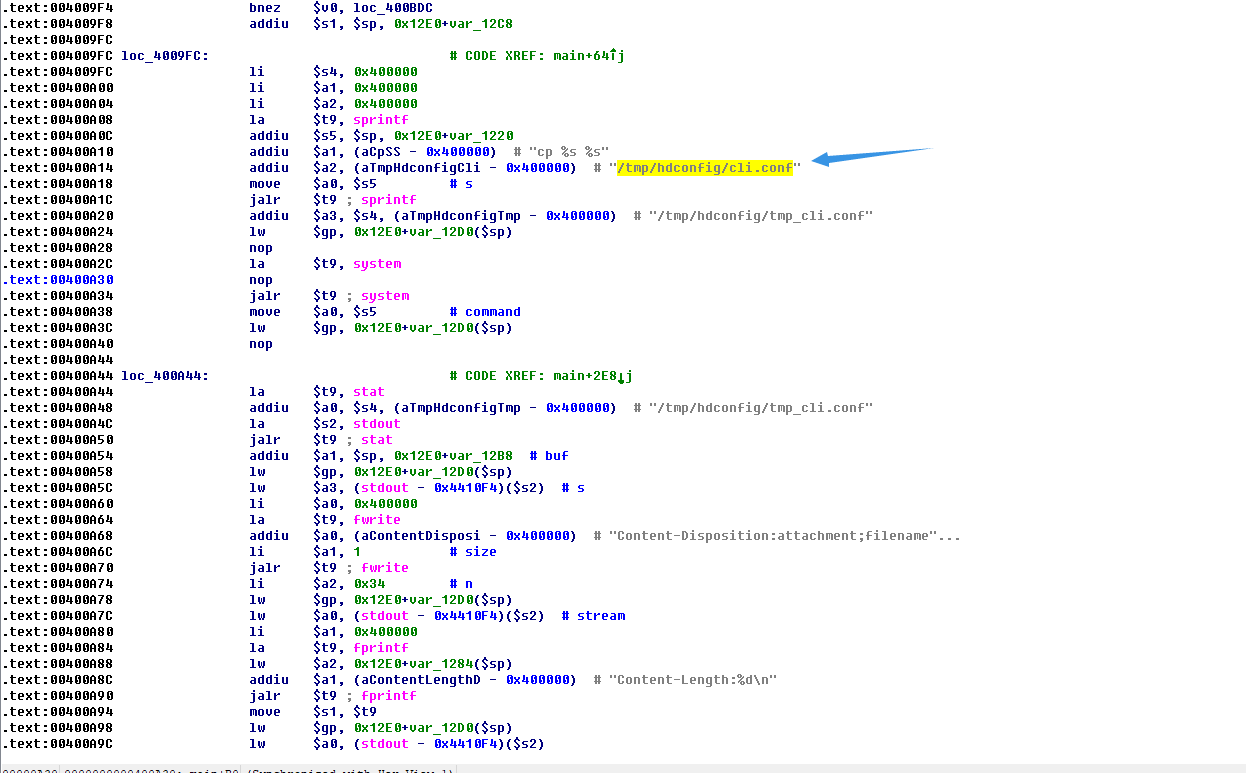 .text:004009F4 bnez $v0, loc_400BDC
.text:004009F8 addiu $s1, $sp, 0x12E0+var_12C8
.text:004009FC
.text:004009FC loc_4009FC: # CODE XREF: main+64↑j
.text:004009FC li $s4, 0x400000
.text:00400A00 li $a1, 0x400000
.text:00400A04 li $a2, 0x400000
.text:00400A08 la $t9, sprintf
.text:00400A0C addiu $s5, $sp, 0x12E0+var_1220
.text:00400A10 addiu $a1, (aCpSS - 0x400000) # "cp %s %s"
.text:00400A14 addiu $a2, (aTmpHdconfigCli - 0x400000) # "/tmp/hdconfig/cli.conf"
.text:00400A18 move $a0, $s5 # s
.text:00400A1C jalr $t9 ; sprintf
.text:00400A20 addiu $a3, $s4, (aTmpHdconfigTmp - 0x400000) # "/tmp/hdconfig/tmp_cli.conf"
.text:00400A24 lw $gp, 0x12E0+var_12D0($sp)
.text:00400A28 nop
.text:00400A2C la $t9, system
.text:00400A30 nop
.text:00400A34 jalr $t9 ; system
.text:00400A38 move $a0, $s5 # command
.text:00400A3C lw $gp, 0x12E0+var_12D0($sp)
.text:00400A40 nop
.text:00400A44
.text:00400A44 loc_400A44: # CODE XREF: main+2E8↓j
.text:00400A44 la $t9, stat
.text:00400A48 addiu $a0, $s4, (aTmpHdconfigTmp - 0x400000) # "/tmp/hdconfig/tmp_cli.conf"
.text:00400A4C la $s2, stdout
.text:00400A50 jalr $t9 ; stat
.text:00400A54 addiu $a1, $sp, 0x12E0+var_12B8 # buf
.text:00400A58 lw $gp, 0x12E0+var_12D0($sp)
.text:00400A5C lw $a3, (stdout - 0x4410F4)($s2) # s
.text:00400A60 li $a0, 0x400000
.text:00400A64 la $t9, fwrite
.text:00400A68 addiu $a0, (aContentDisposi - 0x400000) # "Content-Disposition:attachment;filename"...
.text:00400A6C li $a1, 1 # size
.text:00400A70 jalr $t9 ; fwrite
.text:00400A74 li $a2, 0x34 # n
.text:00400A78 lw $gp, 0x12E0+var_12D0($sp)
.text:00400A7C lw $a0, (stdout - 0x4410F4)($s2) # stream
.text:00400A80 li $a1, 0x400000
.text:00400A84 la $t9, fprintf
.text:00400A88 lw $a2, 0x12E0+var_1284($sp)
.text:00400A8C addiu $a1, (aContentLengthD - 0x400000) # "Content-Length:%d\n"
.text:00400A90 jalr $t9 ; fprintf
.text:00400A94 move $s1, $t9
.text:00400A98 lw $gp, 0x12E0+var_12D0($sp)
.text:00400A9C lw $a0, (stdout - 0x4410F4)($s2)